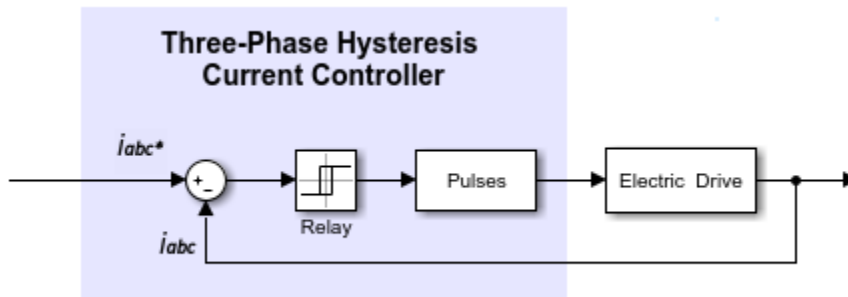 Three-Phase Hysteresis
Current Controller
iabc*
+
-
Relay
Pulses
Electric Drive
iabc